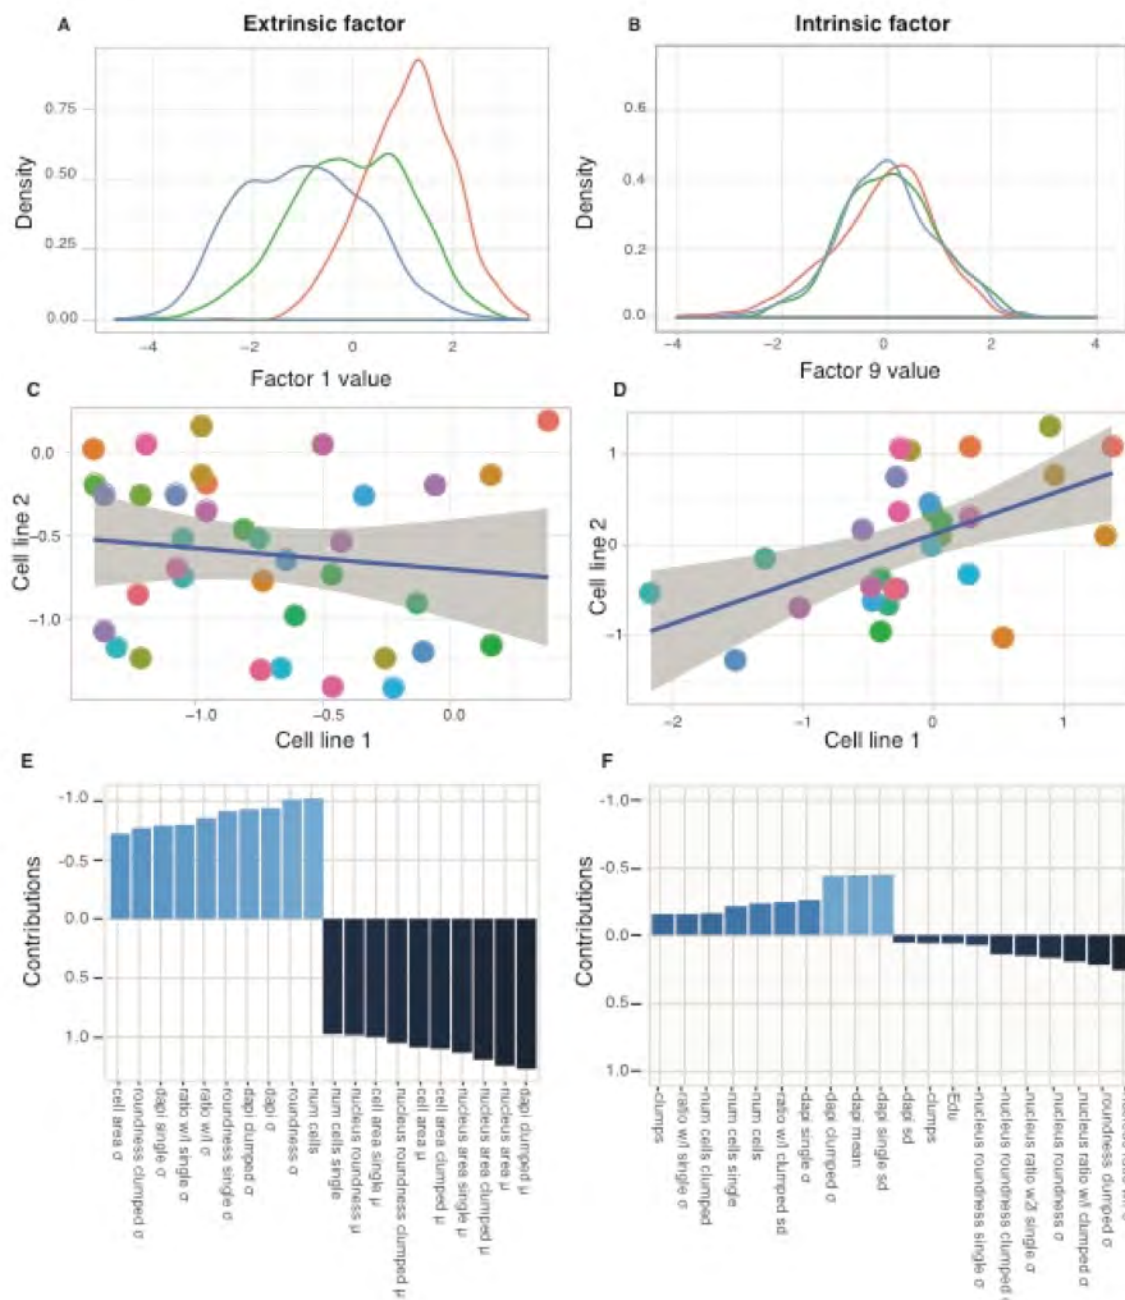 A Extrinsic factor
B Intrinsic factor
Density
0.75
0.50
0.25
0.00
−4 −2 0 2
Factor 1 value
Density
0.6
0.4
0.2
0.0
−4 −2 0 2 4
Factor 9 value
C
Cell line 2
0.0
−0.5
−1.0
−1.0 −0.5 0.0
Cell line 1
D
Cell line 2
1
0
−1
−2 −1 0 1
Cell line 1
E
Contributions
-1.0
-0.5
0.0
0.5
1.0
cell area σ
roundness clumped σ
dapi single σ
ratio w/l single σ
ratio w/l σ
roundness single σ
dapi clumped σ
dapi σ
roundness σ
num cells
num cells single
nucleus roundness μ
cell area single μ
nucleus roundness clumped μ
cell area μ
cell area clumped μ
nucleus area single μ
nucleus area clumped μ
nucleus area μ
dapi clumped μ
F
Contributions
-1.0
-0.5
0.0
0.5
1.0
clumps
ratio w/l single σ
num cells clumped
num cells single
num cells
ratio w/l clumped sd
dapi single σ
dapi clumped σ
dapi mean
dapi single sd
dapi sd
clumps
Edu
nucleus roundness single σ
nucleus roundness clumped
nucleus ratio w2l single σ
nucleus roundness σ
nucleus ratio w/l clumped σ
roundness clumped σ